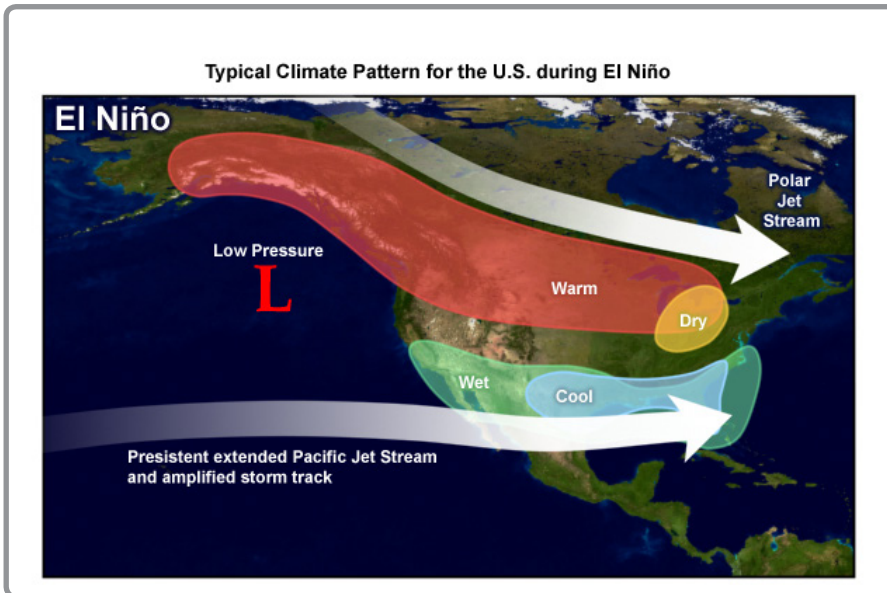 Typical Climate Pattern for the U.S. during El Niño
El Niño
Polar
Jet
Stream
Low Pressure
L
Warm
Dry
Wet
Cool
Presistent extended Pacific Jet Stream
and amplified storm track